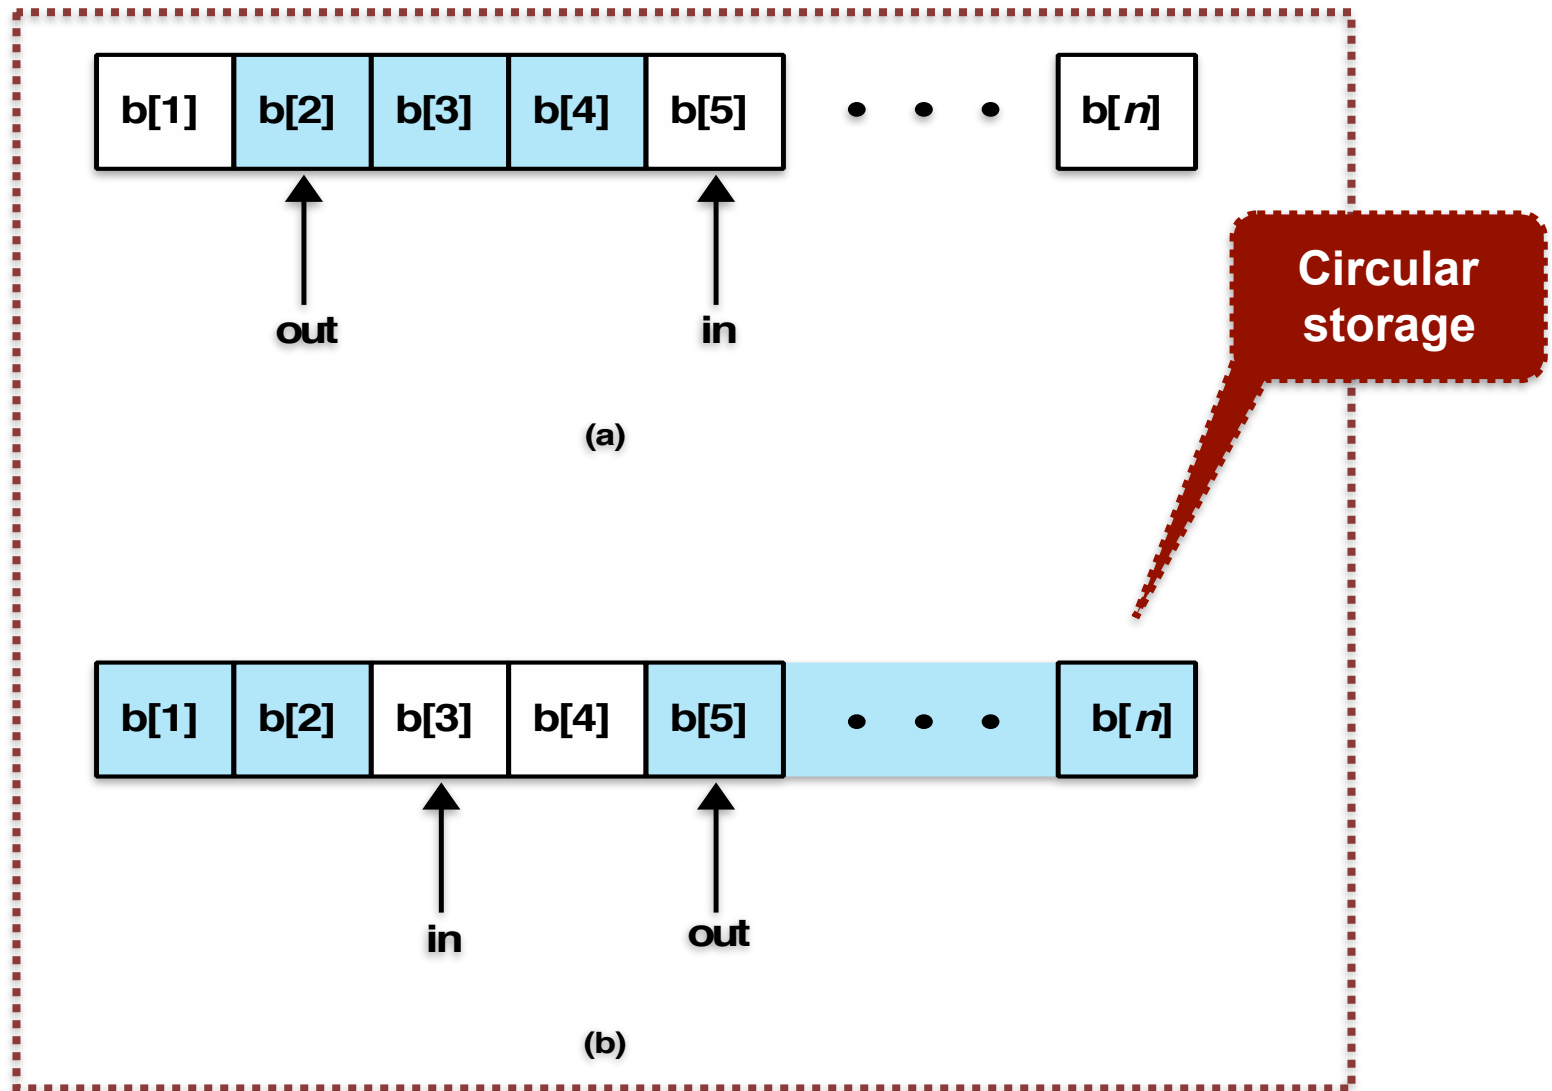 b[1] b[2] b[3] b[4] b[5] • • • b[n]
out in
Circular
storage
(a)
b[1] b[2] b[3] b[4] b[5] • • • b[n]
in out
(b)